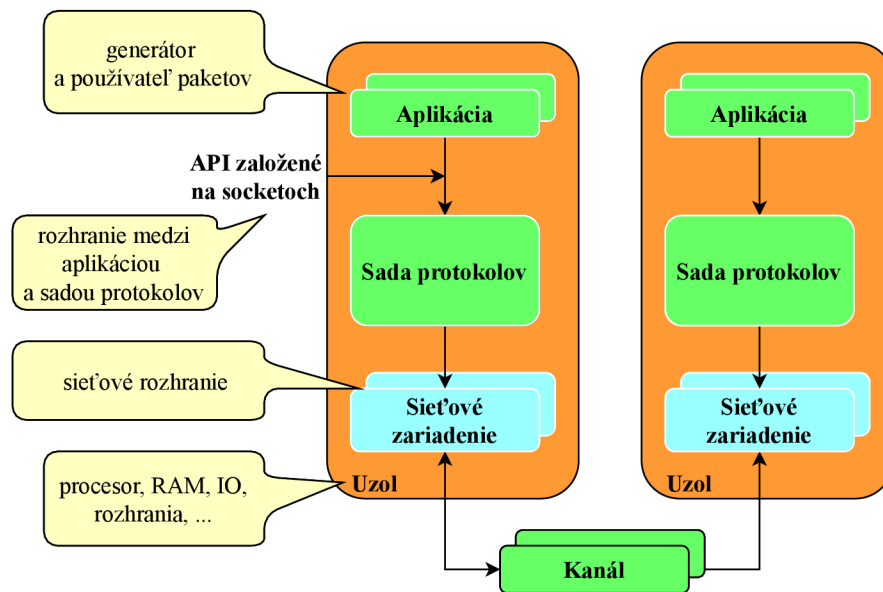 generátor
a používateľ paketov
Aplikácia
API založené
na socketoch
rozhranie medzi
aplikáciou
a sadou protokolov
Sada protokolov
sieťové rozhranie
Sieťové
zariadenie
procesor, RAM, IO,
rozhrania, ...
Uzol
Aplikácia
Sada protokolov
Sieťové
zariadenie
Uzol
Kanál